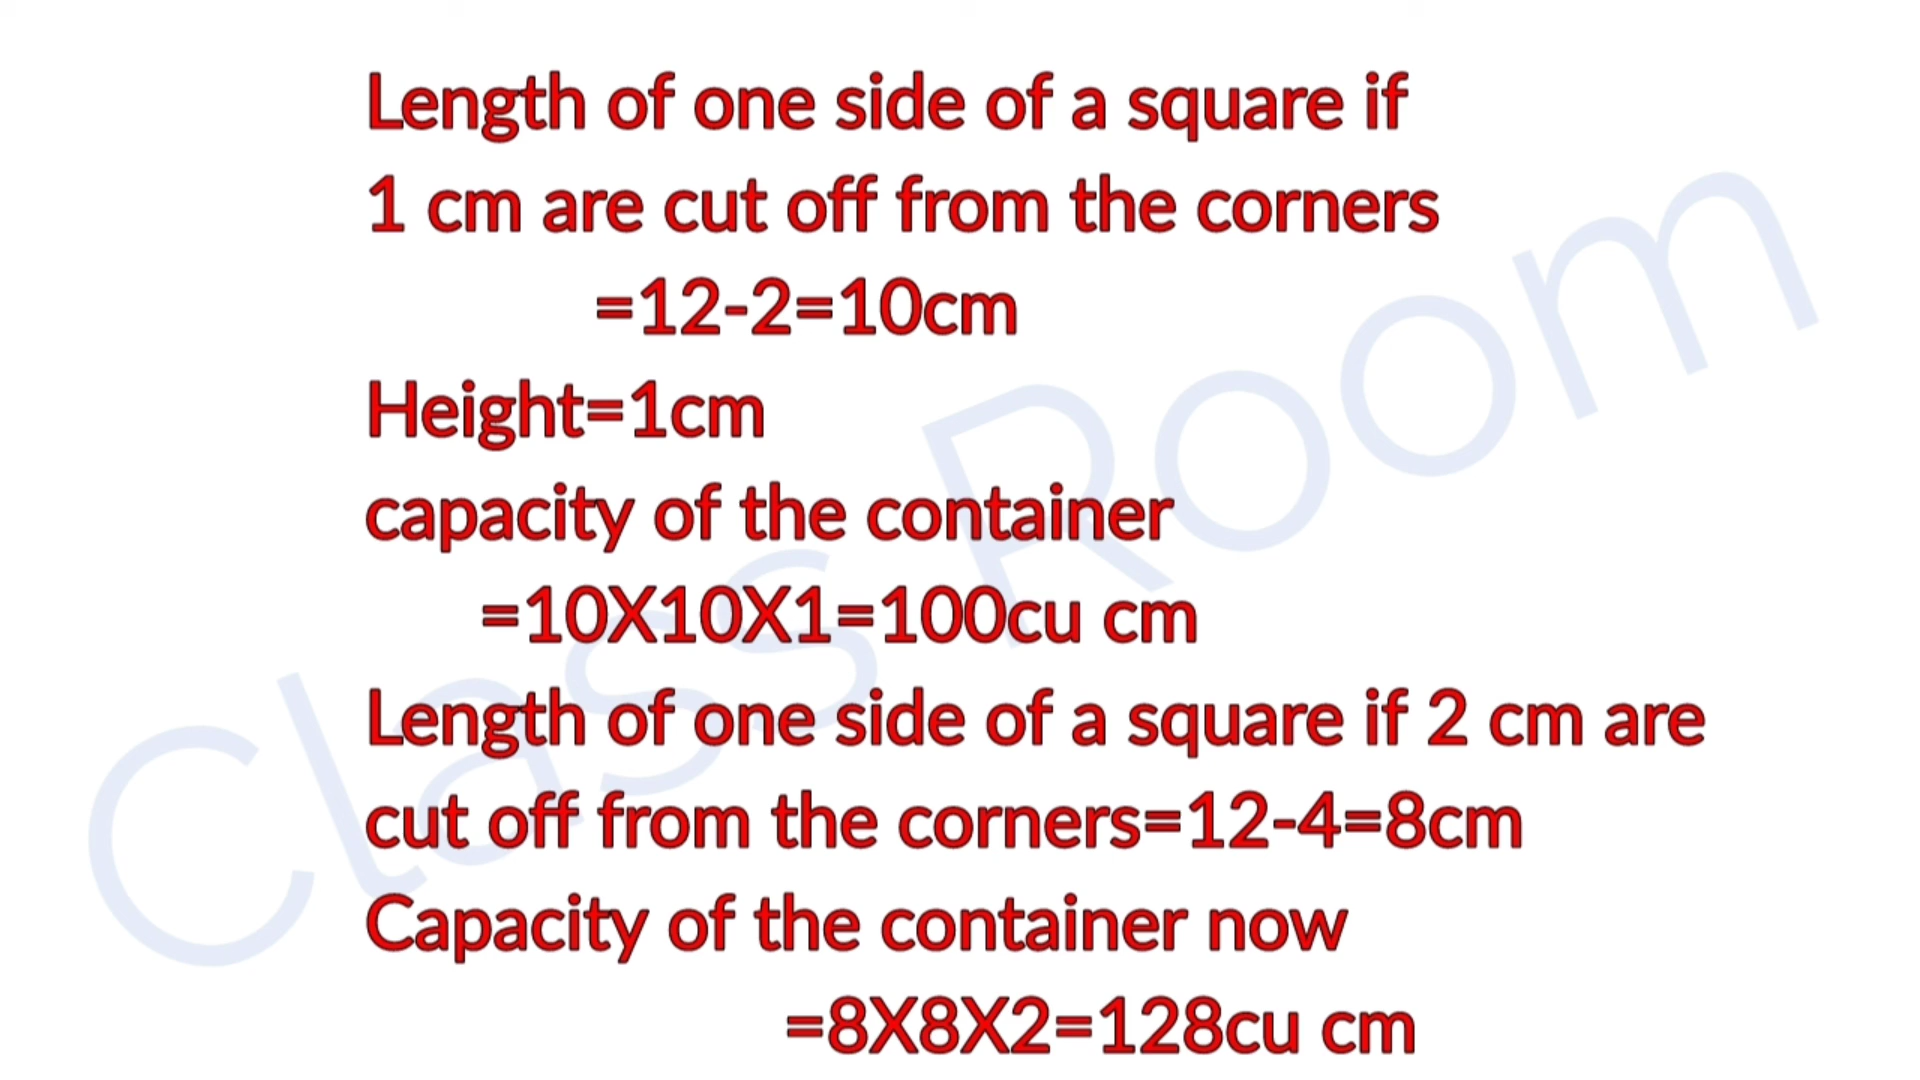 Length of one side of a square if
1 cm are cut off from the corners
=12-2=10cm
Height=1cm
capacity of the container
=10X10X1=100cu cm
Length of one side of a square if 2 cm are
cut off from the corners=12-4=8cm
Capacity of the container now
=8X8X2=128cu cm
Class Room